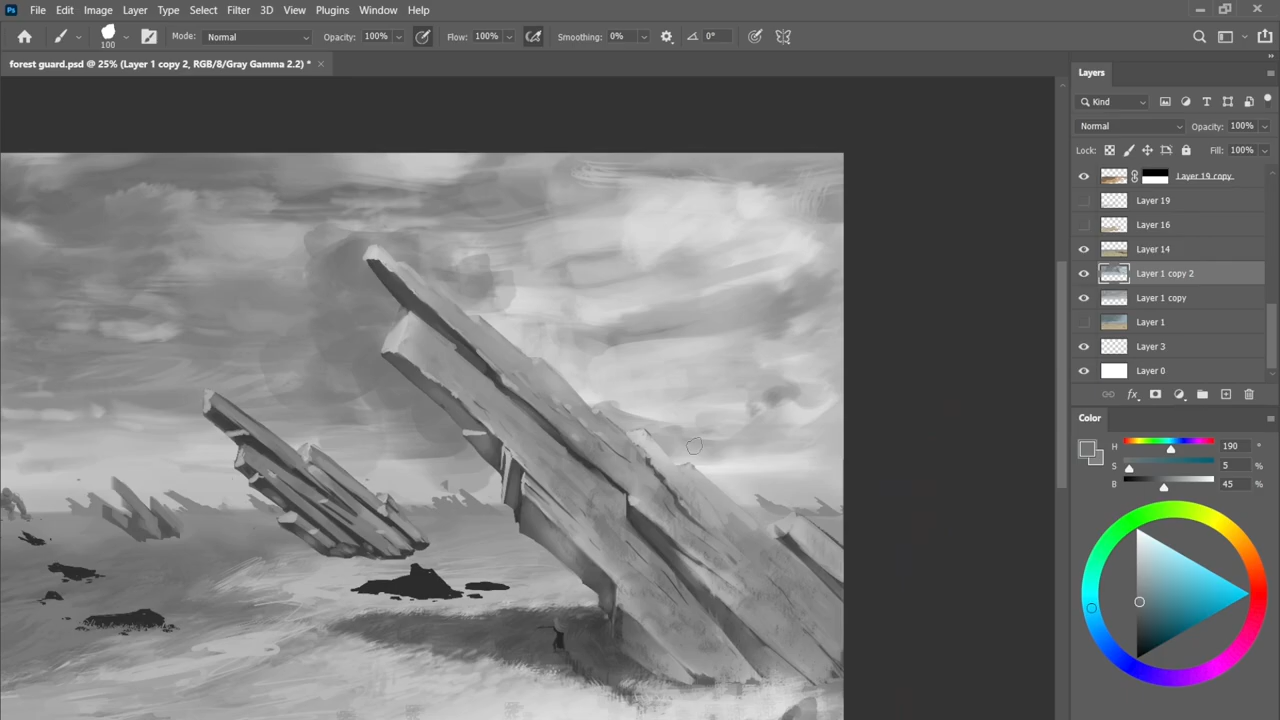 Ps File Edit Image Layer Type Select Filter 3D View Plugins Window Help
100 Mode: Normal Opacity: 100% Flow: 100% Smoothing: 0% 0°
forest guard.psd @ 25% (Layer 1 copy 2, RGB/8/Gray Gamma 2.2) *
Layers
Kind
Normal Opacity: 100%
Lock: Fill: 100%
Layer 19 copy
Layer 19
Layer 16
Layer 14
Layer 1 copy 2
Layer 1 copy
Layer 1
Layer 3
Layer 0
fx
Color
H 190 °
S 5 %
B 45 %